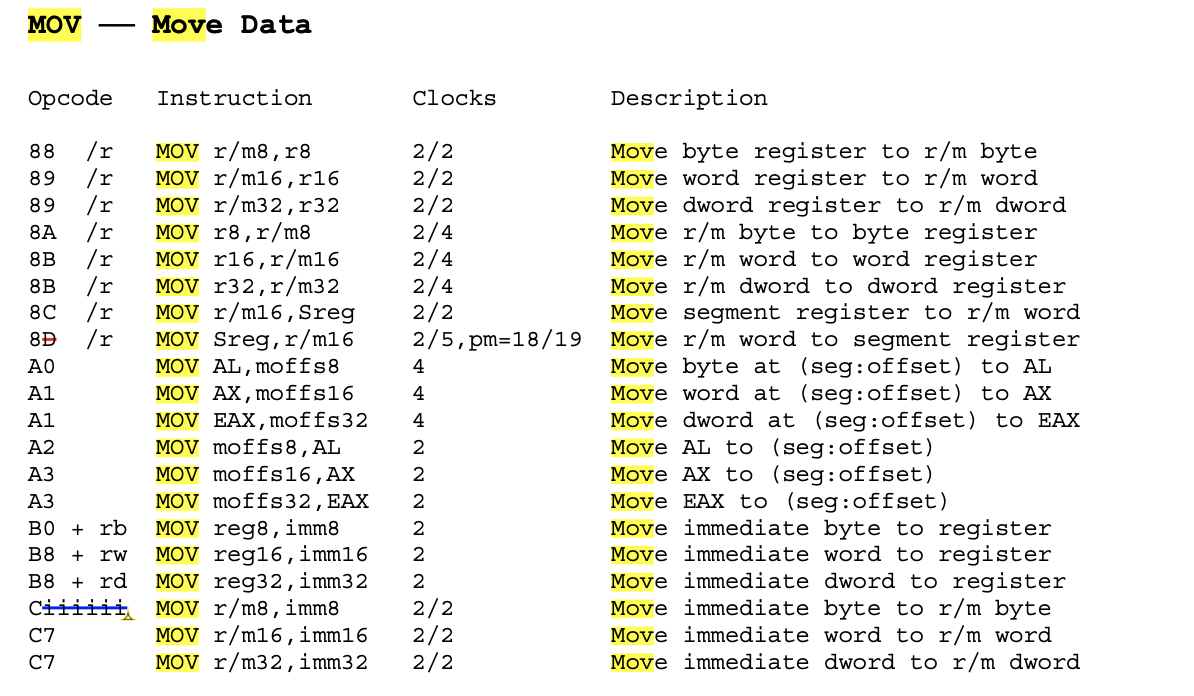 MOV —— Move Data
Opcode Instruction Clocks Description
88 /r MOV r/m8,r8 2/2 Move byte register to r/m byte
89 /r MOV r/m16,r16 2/2 Move word register to r/m word
89 /r MOV r/m32,r32 2/2 Move dword register to r/m dword
8A /r MOV r8,r/m8 2/4 Move r/m byte to byte register
8B /r MOV r16,r/m16 2/4 Move r/m word to word register
8B /r MOV r32,r/m32 2/4 Move r/m dword to dword register
8C /r MOV r/m16,Sreg 2/2 Move segment register to r/m word
8D /r MOV Sreg,r/m16 2/5,pm=18/19 Move r/m word to segment register
A0 MOV AL,moffs8 4 Move byte at (seg:offset) to AL
A1 MOV AX,moffs16 4 Move word at (seg:offset) to AX
A1 MOV EAX,moffs32 4 Move dword at (seg:offset) to EAX
A2 MOV moffs8,AL 2 Move AL to (seg:offset)
A3 MOV moffs16,AX 2 Move AX to (seg:offset)
A3 MOV moffs32,EAX 2 Move EAX to (seg:offset)
B0 + rb MOV reg8,imm8 2 Move immediate byte to register
B8 + rw MOV reg16,imm16 2 Move immediate word to register
B8 + rd MOV reg32,imm32 2 Move immediate dword to register
Ciiiiii MOV r/m8,imm8 2/2 Move immediate byte to r/m byte
C7 MOV r/m16,imm16 2/2 Move immediate word to r/m word
C7 MOV r/m32,imm32 2/2 Move immediate dword to r/m dword